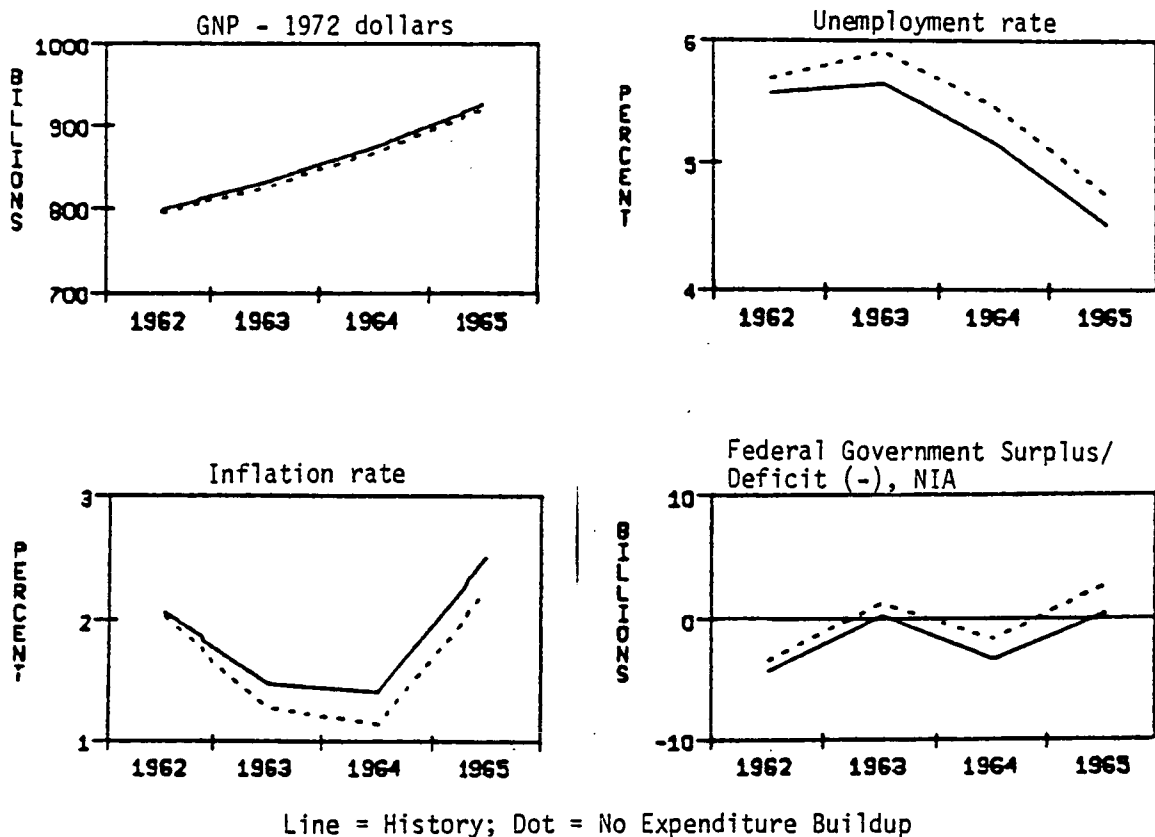 GNP - 1972 dollars
BILLIONS
1000
900
800
700
1962 1963 1964 1965
Unemployment rate
PERCENT
6
5
4
1962 1963 1964 1965
Inflation rate
PERCENT
3
2
1
1962 1963 1964 1965
Federal Government Surplus/
Deficit (-), NIA
BILLIONS
10
0
-10
1962 1963 1964 1965
Line = History; Dot = No Expenditure Buildup